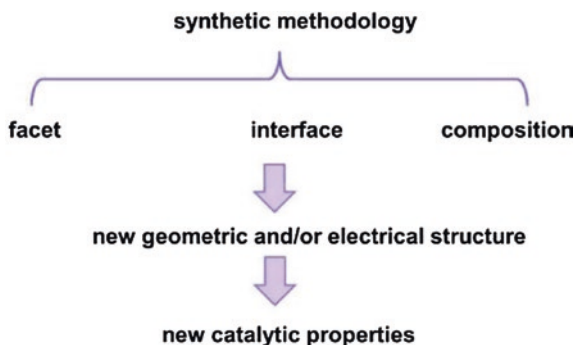 synthetic methodology
facet interface composition
new geometric and/or electrical structure
new catalytic properties